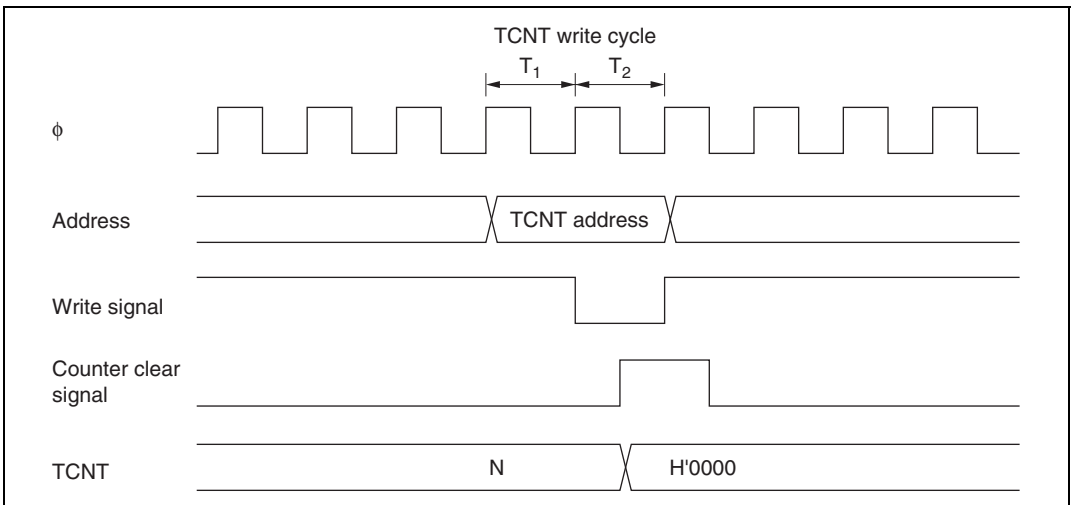 TCNT write cycle
T₁ T₂
ϕ
Address
TCNT address
Write signal
Counter clear
signal
TCNT
N
H'0000